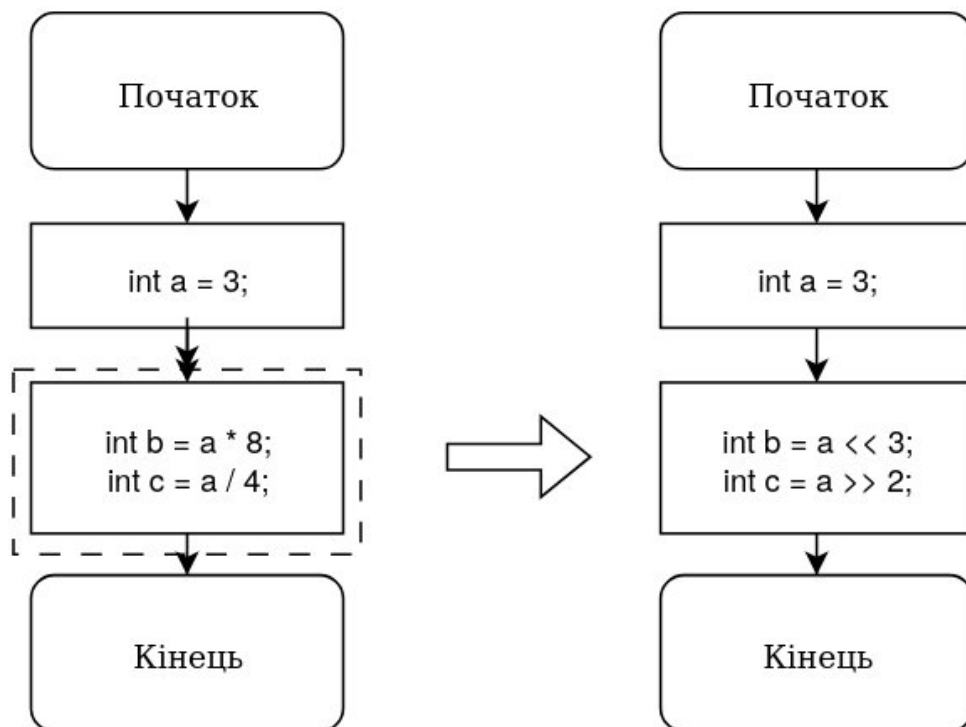 Початок
int a = 3;
int b = a * 8;
int c = a / 4;
Кінець
Початок
int a = 3;
int b = a << 3;
int c = a >> 2;
Кінець